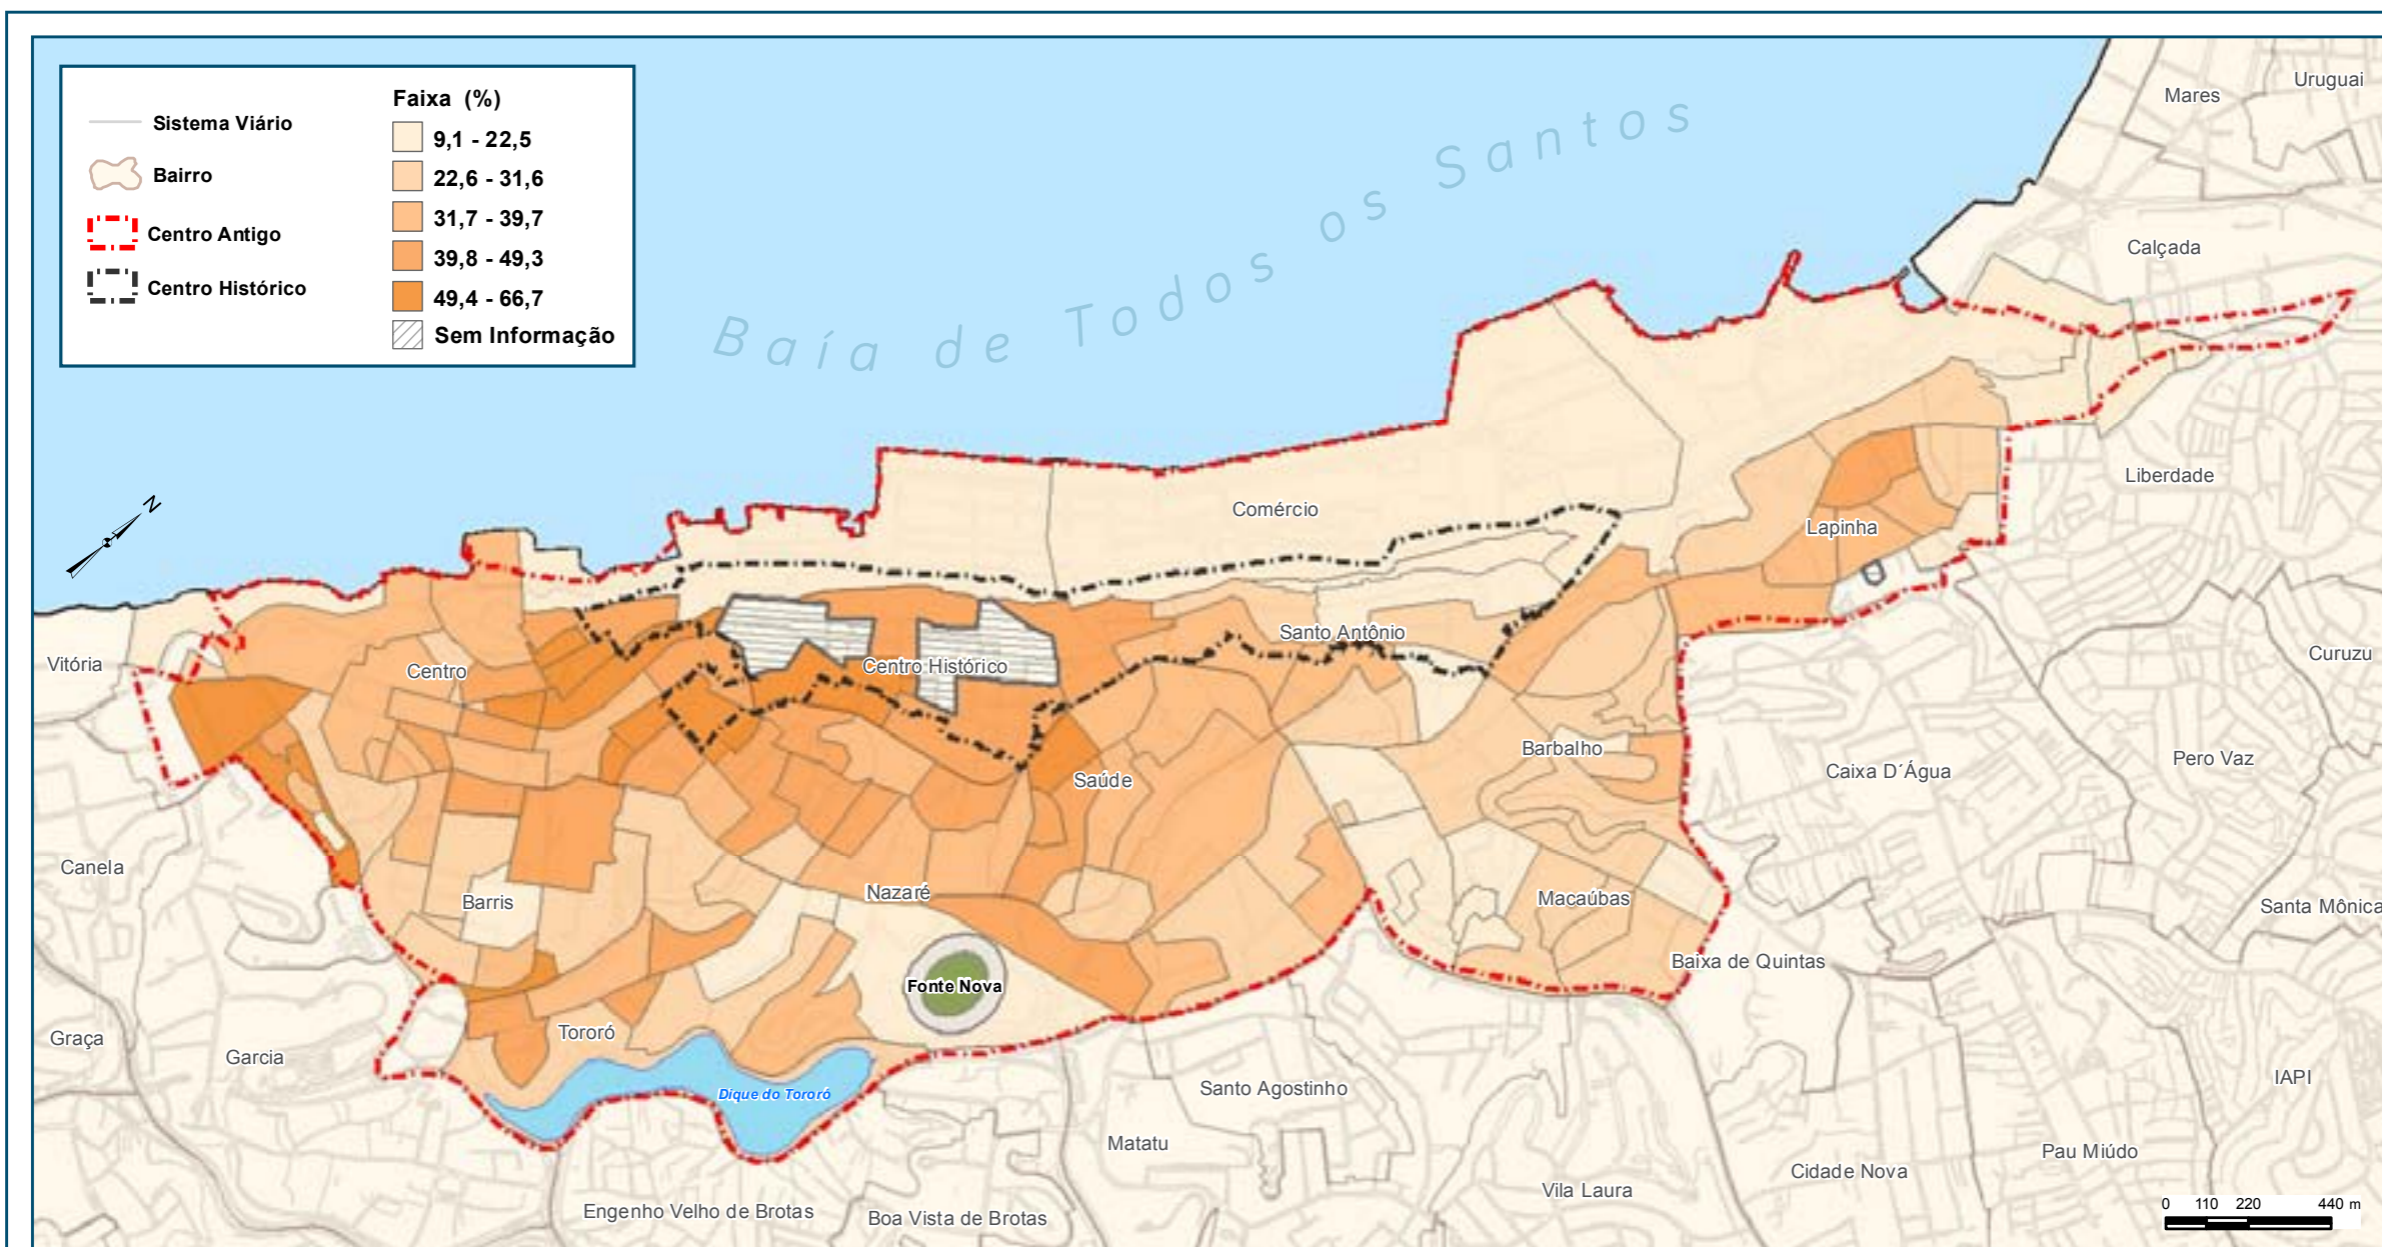 Faixa (%)
Sistema Viário
Bairro
Centro Antigo
Centro Histórico
9,1 - 22,5
22,6 - 31,6
31,7 - 39,7
39,8 - 49,3
49,4 - 66,7
Sem Informação
Baía de Todos os Santos
N
Uruguai
Mares
Calçada
Liberdade
Comércio
Lapinha
Santo Antônio
Centro Histórico
Centro
Vitória
Curuzu
Barbalho
Saúde
Caixa D´Água
Pero Vaz
Canela
Barris
Nazaré
Macaúbas
Santa Mônica
Baixa de Quintas
Fonte Nova
Tororó
Graça
Garcia
Dique do Tororó
Santo Agostinho
IAPI
Matatu
Pau Miúdo
Cidade Nova
Vila Laura
Engenho Velho de Brotas
Boa Vista de Brotas
0 110 220 440 m